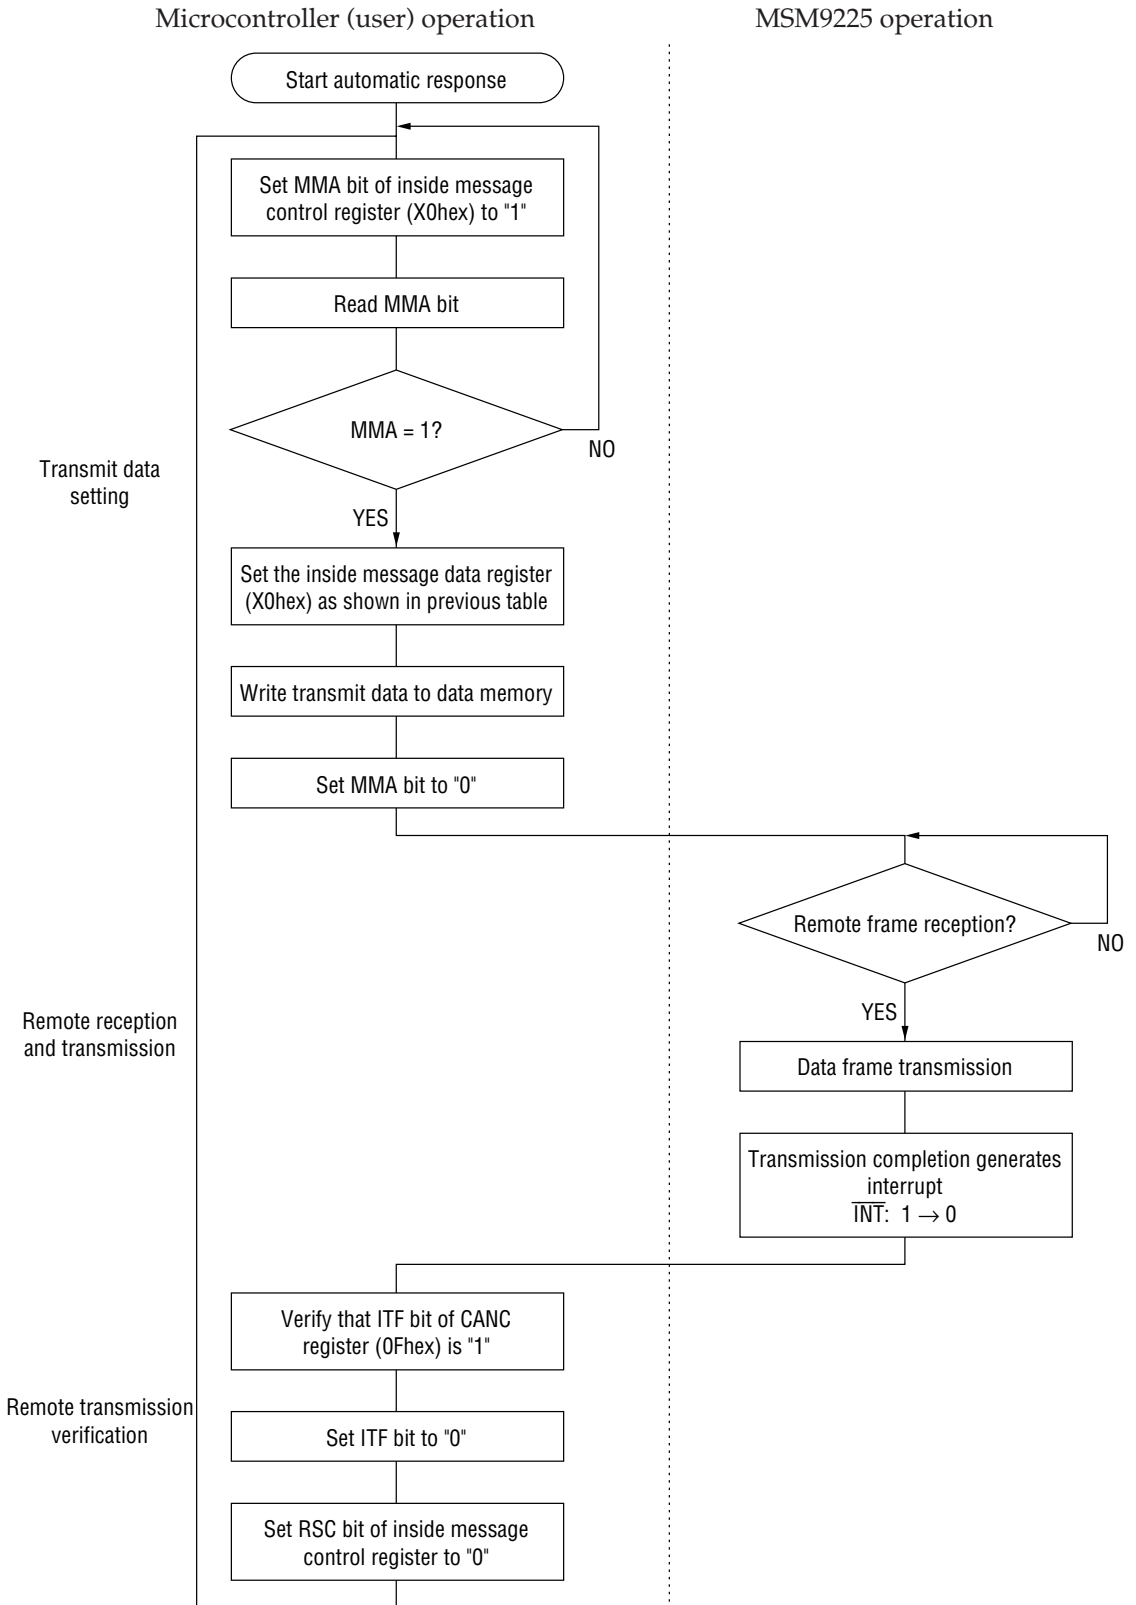 Microcontroller (user) operation
MSM9225 operation
Start automatic response
Set MMA bit of inside message
control register (X0hex) to "1"
Read MMA bit
MMA = 1?
NO
Transmit data
setting
YES
Set the inside message data register
(X0hex) as shown in previous table
Write transmit data to data memory
Set MMA bit to "0"
Remote frame reception?
NO
YES
Remote reception
and transmission
Data frame transmission
Transmission completion generates
interrupt
I̅N̅T̅: 1 → 0
Verify that ITF bit of CANC
register (0Fhex) is "1"
Remote transmission
verification
Set ITF bit to "0"
Set RSC bit of inside message
control register to "0"